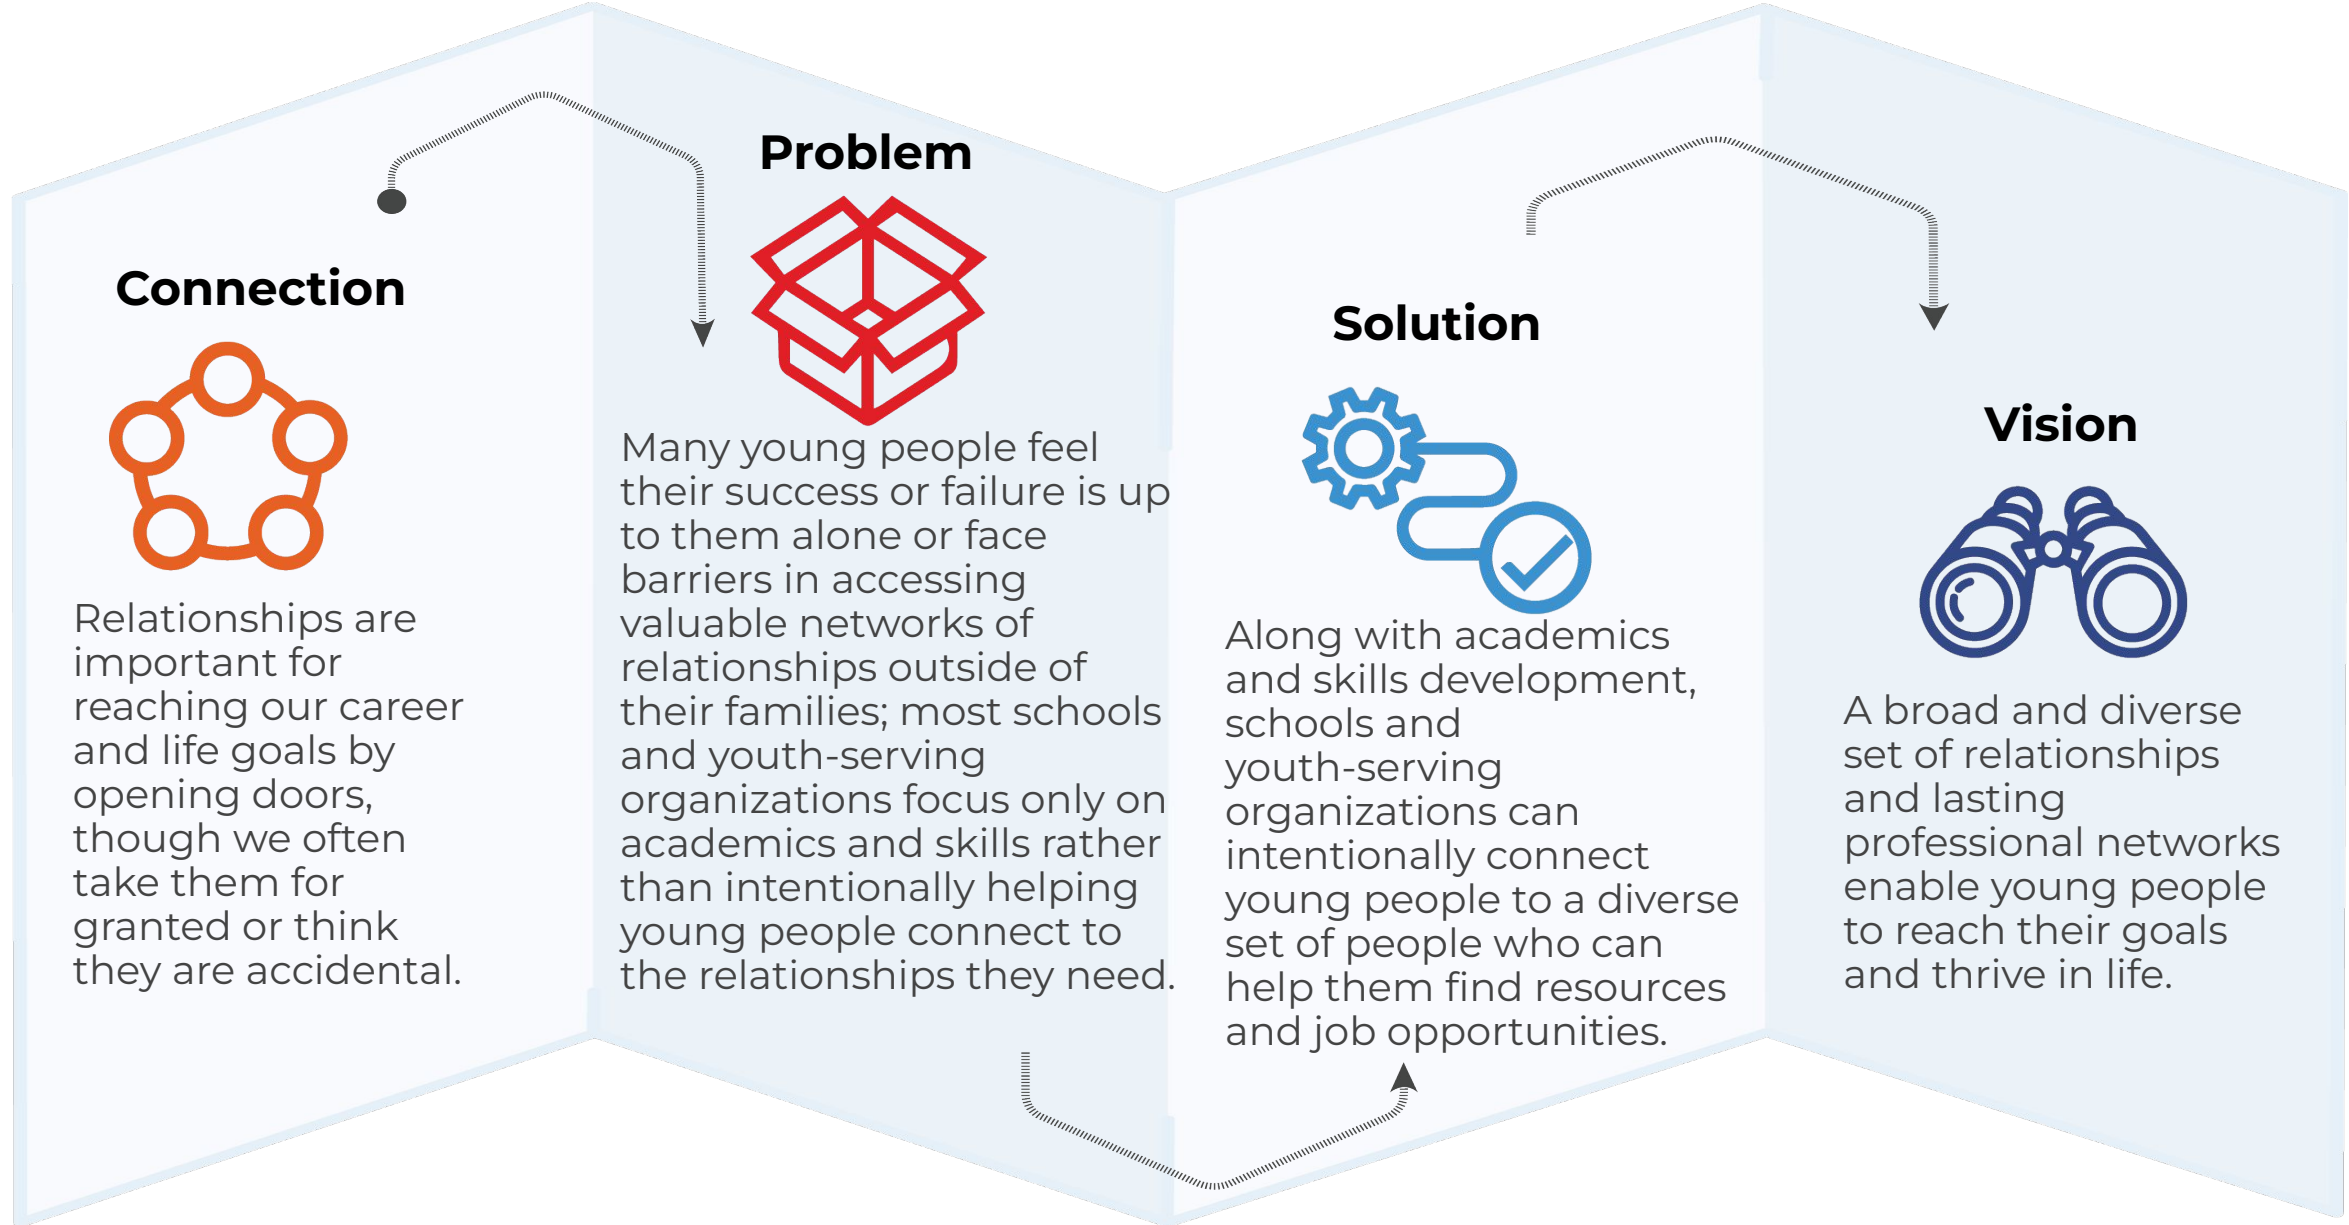 Connection
Relationships are
important for
reaching our career
and life goals by
opening doors,
though we often
take them for
granted or think
they are accidental.
Problem
Many young people feel
their success or failure is up
to them alone or face
barriers in accessing
valuable networks of
relationships outside of
their families; most schools
and youth-serving
organizations focus only on
academics and skills rather
than intentionally helping
young people connect to
the relationships they need.
Solution
Along with academics
and skills development,
schools and
youth-serving
organizations can
intentionally connect
young people to a diverse
set of people who can
help them find resources
and job opportunities.
Vision
A broad and diverse
set of relationships
and lasting
professional networks
enable young people
to reach their goals
and thrive in life.